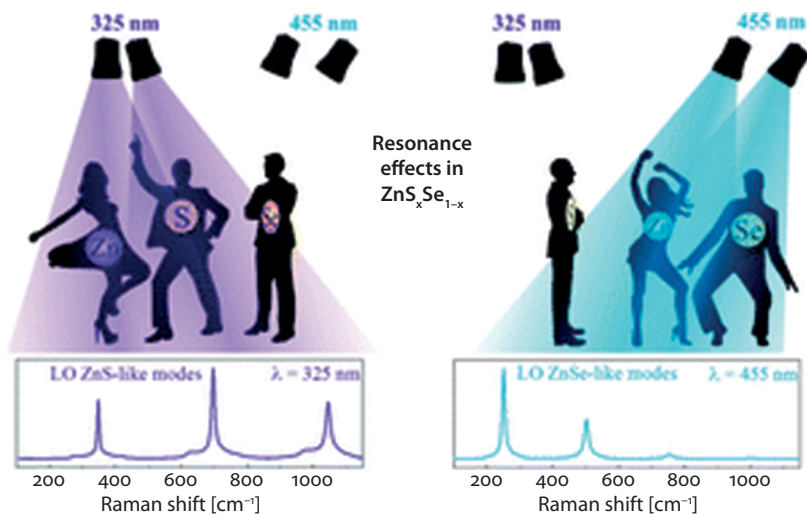 325 nm
455 nm
325 nm
455 nm
Resonance
effects in
ZnSₓSe₁₋ₓ
Zn
S
Se
Zn
Se
LO ZnS-like modes
λ = 325 nm
LO ZnSe-like modes
λ = 455 nm
200 400 600 800 1000
Raman shift [cm⁻¹]
200 400 600 800 1000
Raman shift [cm⁻¹]